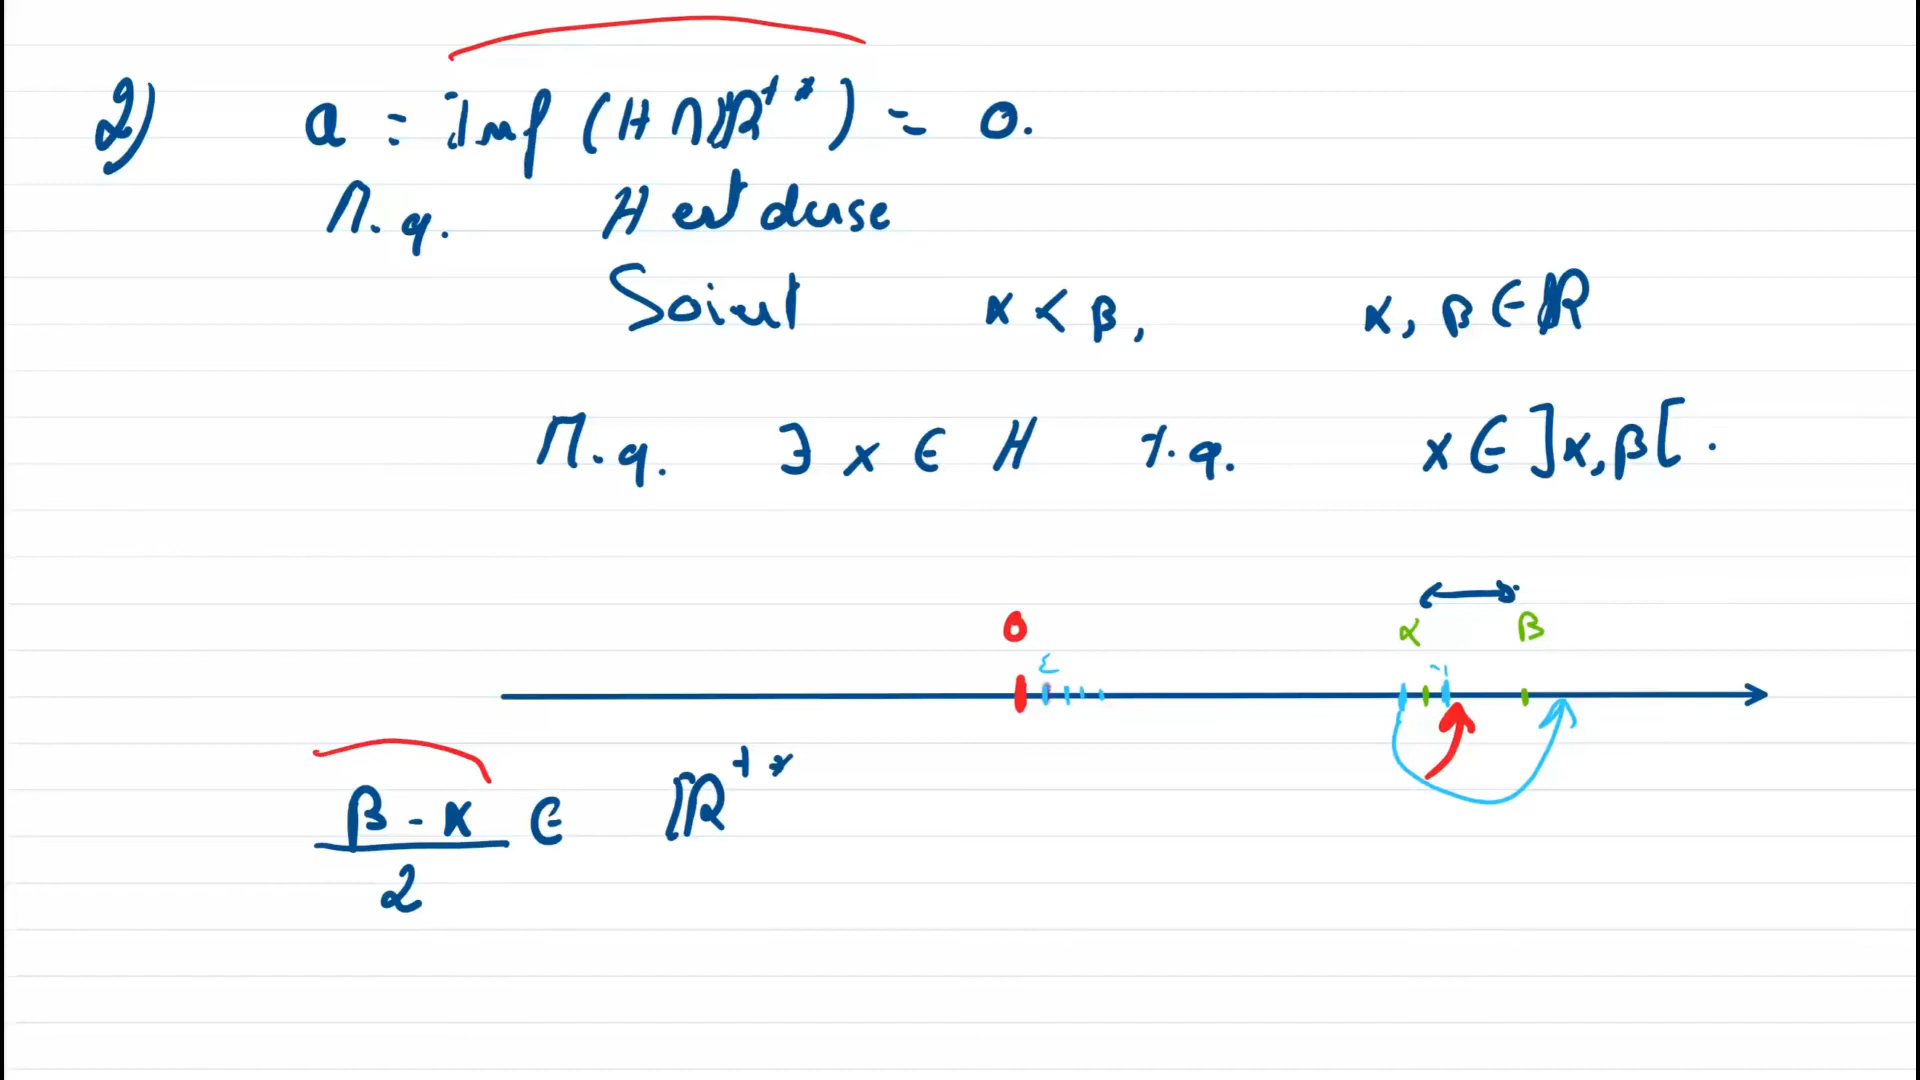 2) a = Inf (H ∩ ℝ⁺*) = 0.
M.q. H est dense
Soient α < β, α, β ∈ ℝ
M.q. ∃ x ∈ H t.q. x ∈ ]α, β[.
0 α β
ε
(β - α)/2 ∈ ℝ⁺*